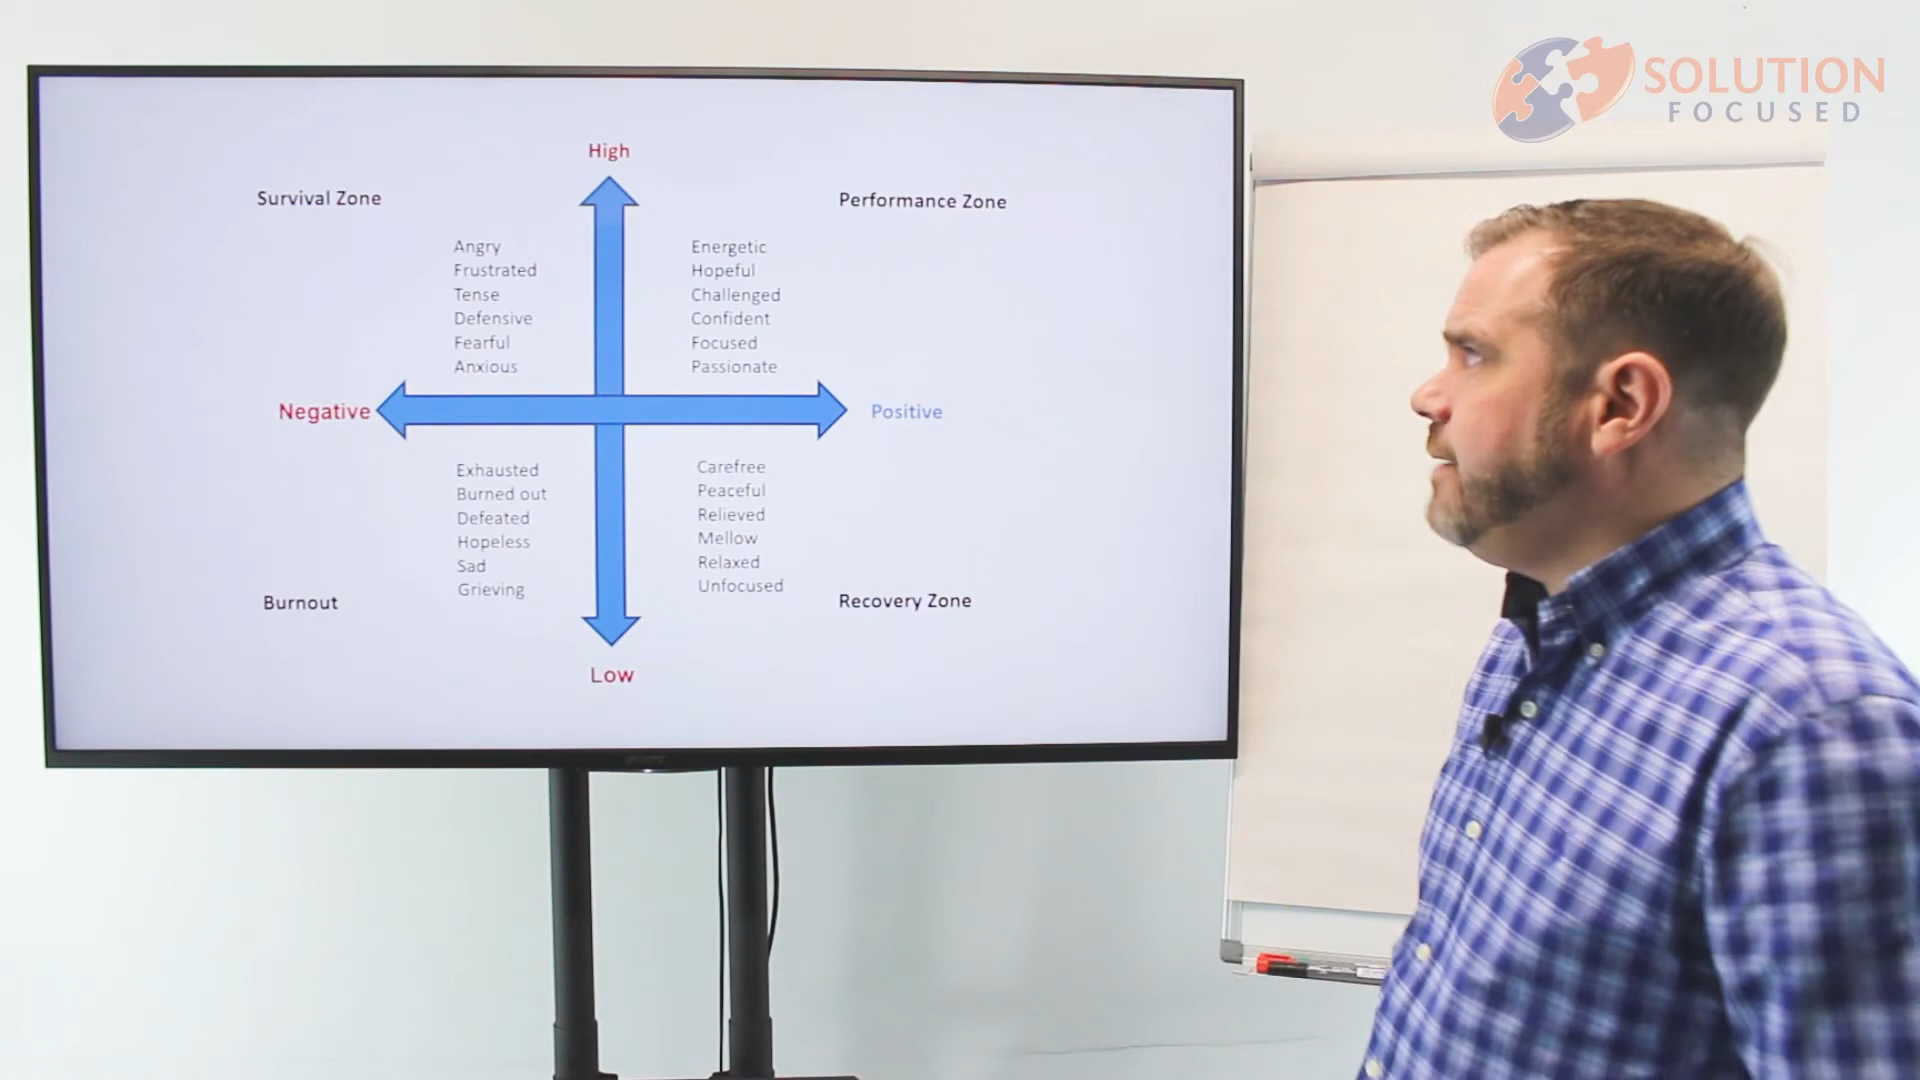 SOLUTION
FOCUSED
High
Survival Zone
Performance Zone
Angry
Frustrated
Tense
Defensive
Fearful
Anxious
Energetic
Hopeful
Challenged
Confident
Focused
Passionate
Negative
Positive
Exhausted
Burned out
Defeated
Hopeless
Sad
Grieving
Carefree
Peaceful
Relieved
Mellow
Relaxed
Unfocused
Burnout
Recovery Zone
Low